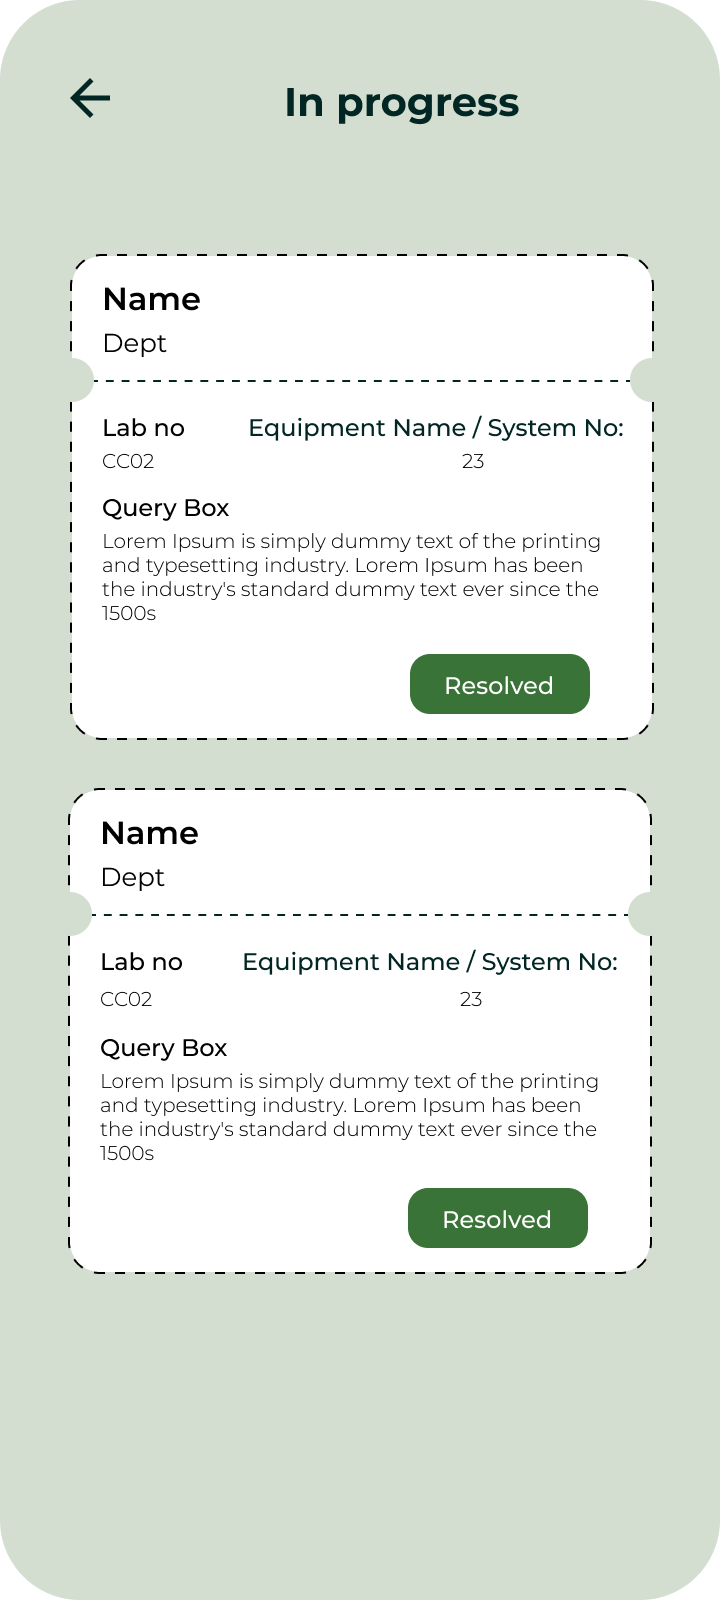 In progress
Name
Dept
Lab no Equipment Name / System No:
CC02 23
Query Box
Lorem Ipsum is simply dummy text of the printing
and typesetting industry. Lorem Ipsum has been
the industry's standard dummy text ever since the
1500s
Resolved
Name
Dept
Lab no Equipment Name / System No:
CC02 23
Query Box
Lorem Ipsum is simply dummy text of the printing
and typesetting industry. Lorem Ipsum has been
the industry's standard dummy text ever since the
1500s
Resolved